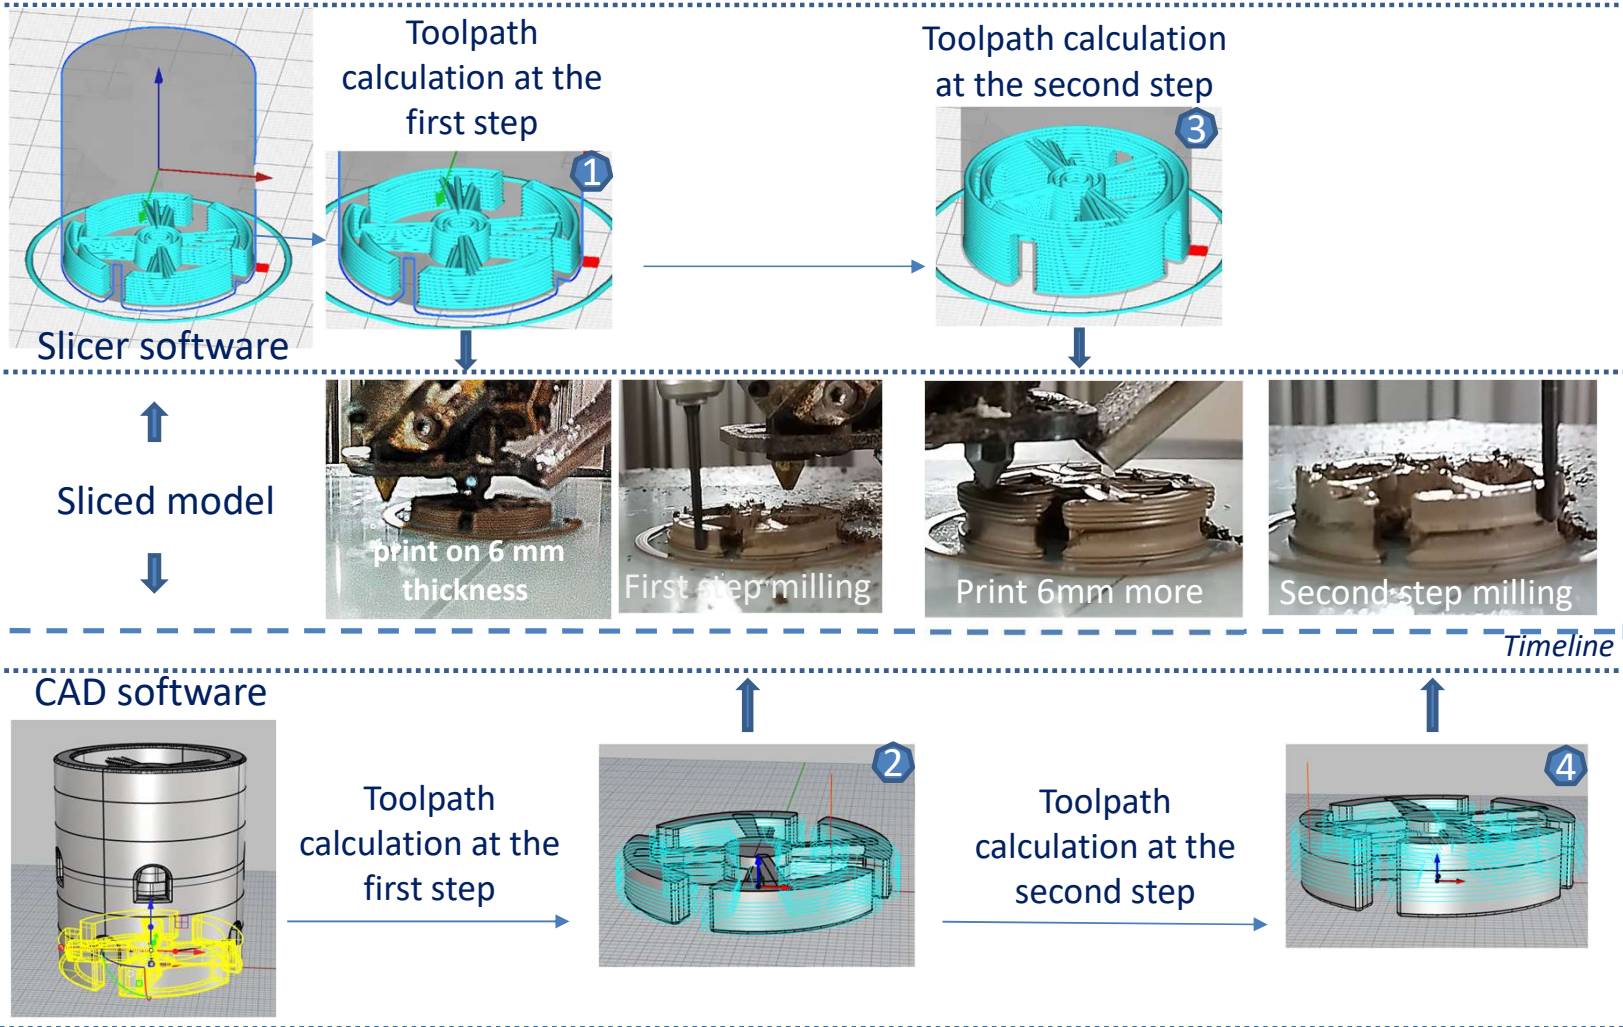 Toolpath
calculation at the
first step
Toolpath calculation
at the second step
1
3
Slicer software
Sliced model
print on 6 mm
thickness
First step milling
Print 6mm more
Second step milling
Timeline
CAD software
Toolpath
calculation at the
first step
2
Toolpath
calculation at the
second step
4